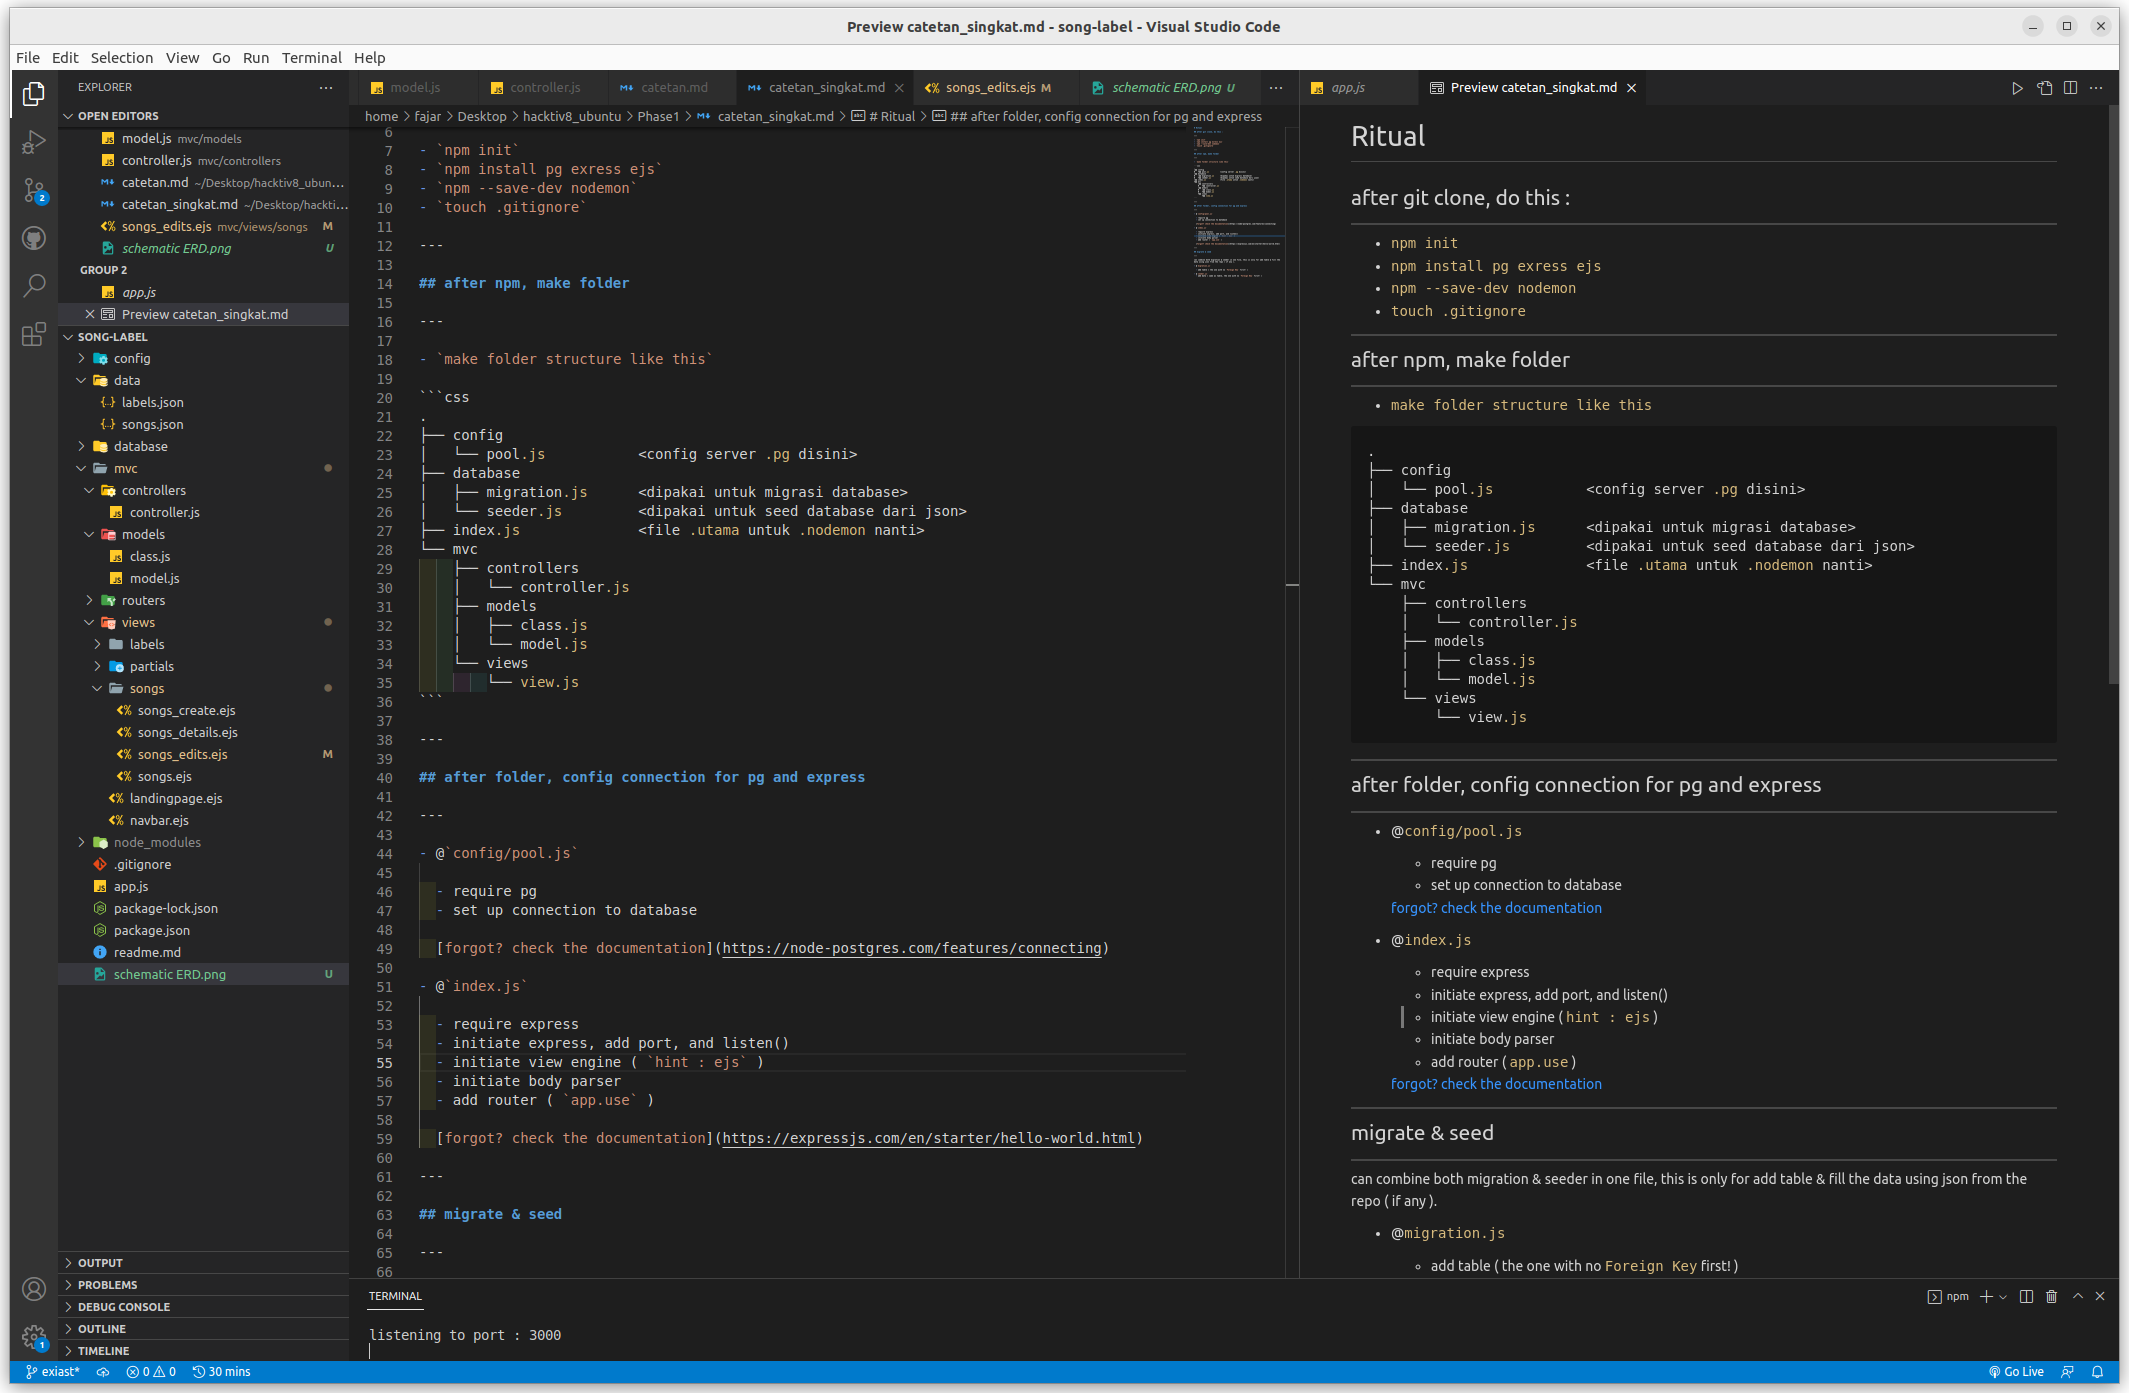 Preview catetan_singkat.md - song-label - Visual Studio Code
File Edit Selection View Go Run Terminal Help
EXPLORER
OPEN EDITORS
model.js mvc/models
controller.js mvc/controllers
catetan.md ~/Desktop/hacktiv8_ubun...
catetan_singkat.md ~/Desktop/hackti...
songs_edits.ejs mvc/views/songs M
schematic ERD.png U
GROUP 2
app.js
Preview catetan_singkat.md
SONG-LABEL
config
data
labels.json
songs.json
database
mvc
controllers
controller.js
models
class.js
model.js
routers
views
labels
partials
songs
songs_create.ejs
songs_details.ejs
songs_edits.ejs M
songs.ejs
landingpage.ejs
navbar.ejs
node_modules
.gitignore
app.js
package-lock.json
package.json
readme.md
schematic ERD.png U
OUTPUT
PROBLEMS
DEBUG CONSOLE
OUTLINE
TIMELINE
model.js controller.js catetan.md catetan_singkat.md songs_edits.ejs M schematic ERD.png U
home > fajar > Desktop > hacktiv8_ubuntu > Phase1 > catetan_singkat.md > # Ritual > ## after folder, config connection for pg and express
6
7 - `npm init`
8 - `npm install pg exress ejs`
9 - `npm --save-dev nodemon`
10 - `touch .gitignore`
11
12 ---
13
14 ## after npm, make folder
15
16 ---
17
18 - `make folder structure like this`
19
20 ```css
21 .
22 ├── config
23 │   └── pool.js           <config server .pg disini>
24 ├── database
25 │   ├── migration.js      <dipakai untuk migrasi database>
26 │   └── seeder.js         <dipakai untuk seed database dari json>
27 ├── index.js              <file .utama untuk .nodemon nanti>
28 └── mvc
29     ├── controllers
30     │   └── controller.js
31     ├── models
32     │   ├── class.js
33     │   └── model.js
34     └── views
35         └── view.js
36 ```
37
38 ---
39
40 ## after folder, config connection for pg and express
41
42 ---
43
44 - @`config/pool.js`
45
46   - require pg
47   - set up connection to database
48
49   [forgot? check the documentation](https://node-postgres.com/features/connecting)
50
51 - @`index.js`
52
53   - require express
54   - initiate express, add port, and listen()
55   - initiate view engine ( `hint : ejs` )
56   - initiate body parser
57   - add router ( `app.use` )
58
59   [forgot? check the documentation](https://expressjs.com/en/starter/hello-world.html)
60
61 ---
62
63 ## migrate & seed
64
65 ---
66
app.js Preview catetan_singkat.md
Ritual
after git clone, do this :
• npm init
• npm install pg exress ejs
• npm --save-dev nodemon
• touch .gitignore
after npm, make folder
• make folder structure like this
.
├── config
│   └── pool.js           <config server .pg disini>
├── database
│   ├── migration.js      <dipakai untuk migrasi database>
│   └── seeder.js         <dipakai untuk seed database dari json>
├── index.js              <file .utama untuk .nodemon nanti>
└── mvc
    ├── controllers
    │   └── controller.js
    ├── models
    │   ├── class.js
    │   └── model.js
    └── views
        └── view.js
after folder, config connection for pg and express
• @config/pool.js
◦ require pg
◦ set up connection to database
forgot? check the documentation
• @index.js
◦ require express
◦ initiate express, add port, and listen()
◦ initiate view engine ( hint : ejs )
◦ initiate body parser
◦ add router ( app.use )
forgot? check the documentation
migrate & seed
can combine both migration & seeder in one file, this is only for add table & fill the data using json from the
repo ( if any ).
• @migration.js
◦ add table ( the one with no Foreign Key first! )
TERMINAL
npm
listening to port : 3000
2
1
exiast* 0 0 30 mins Go Live